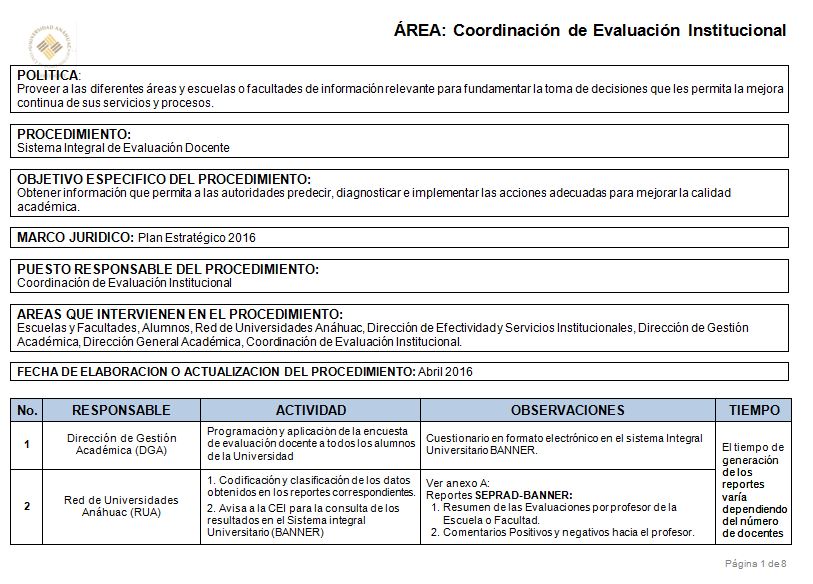 UNIVERSIDAD ANÁHUAC
ÁREA: Coordinación de Evaluación Institucional
POLITICA:
Proveer a las diferentes áreas y escuelas o facultades de información relevante para fundamentar la toma de decisiones que les permita la mejora
continua de sus servicios y procesos.
PROCEDIMIENTO:
Sistema Integral de Evaluación Docente
OBJETIVO ESPECIFICO DEL PROCEDIMIENTO:
Obtener información que permita a las autoridades predecir, diagnosticar e implementar las acciones adecuadas para mejorar la calidad
académica.
MARCO JURIDICO: Plan Estratégico 2016
PUESTO RESPONSABLE DEL PROCEDIMIENTO:
Coordinación de Evaluación Institucional
AREAS QUE INTERVIENEN EN EL PROCEDIMIENTO:
Escuelas y Facultades, Alumnos, Red de Universidades Anáhuac, Dirección de Efectividad y Servicios Institucionales, Dirección de Gestión
Académica, Dirección General Académica, Coordinación de Evaluación Institucional.
FECHA DE ELABORACION O ACTUALIZACION DEL PROCEDIMIENTO: Abril 2016
No. RESPONSABLE ACTIVIDAD OBSERVACIONES TIEMPO
1
Dirección de Gestión
Académica (DGA)
Programación y aplicación de la encuesta
de evaluación docente a todos los alumnos
de la Universidad
Cuestionario en formato electrónico en el sistema Integral
Universitario BANNER.
El tiempo de
generación
de los
reportes
varía
dependiendo
del número
de docentes
2
Red de Universidades
Anáhuac (RUA)
1. Codificación y clasificación de los datos
obtenidos en los reportes correspondientes.
2. Avisa a la CEI para la consulta de los
resultados en el Sistema integral
Universitario (BANNER)
Ver anexo A:
Reportes SEPRAD-BANNER:
1. Resumen de las Evaluaciones por profesor de la
Escuela o Facultad.
2. Comentarios Positivos y negativos hacia el profesor.
Página 1 de 8